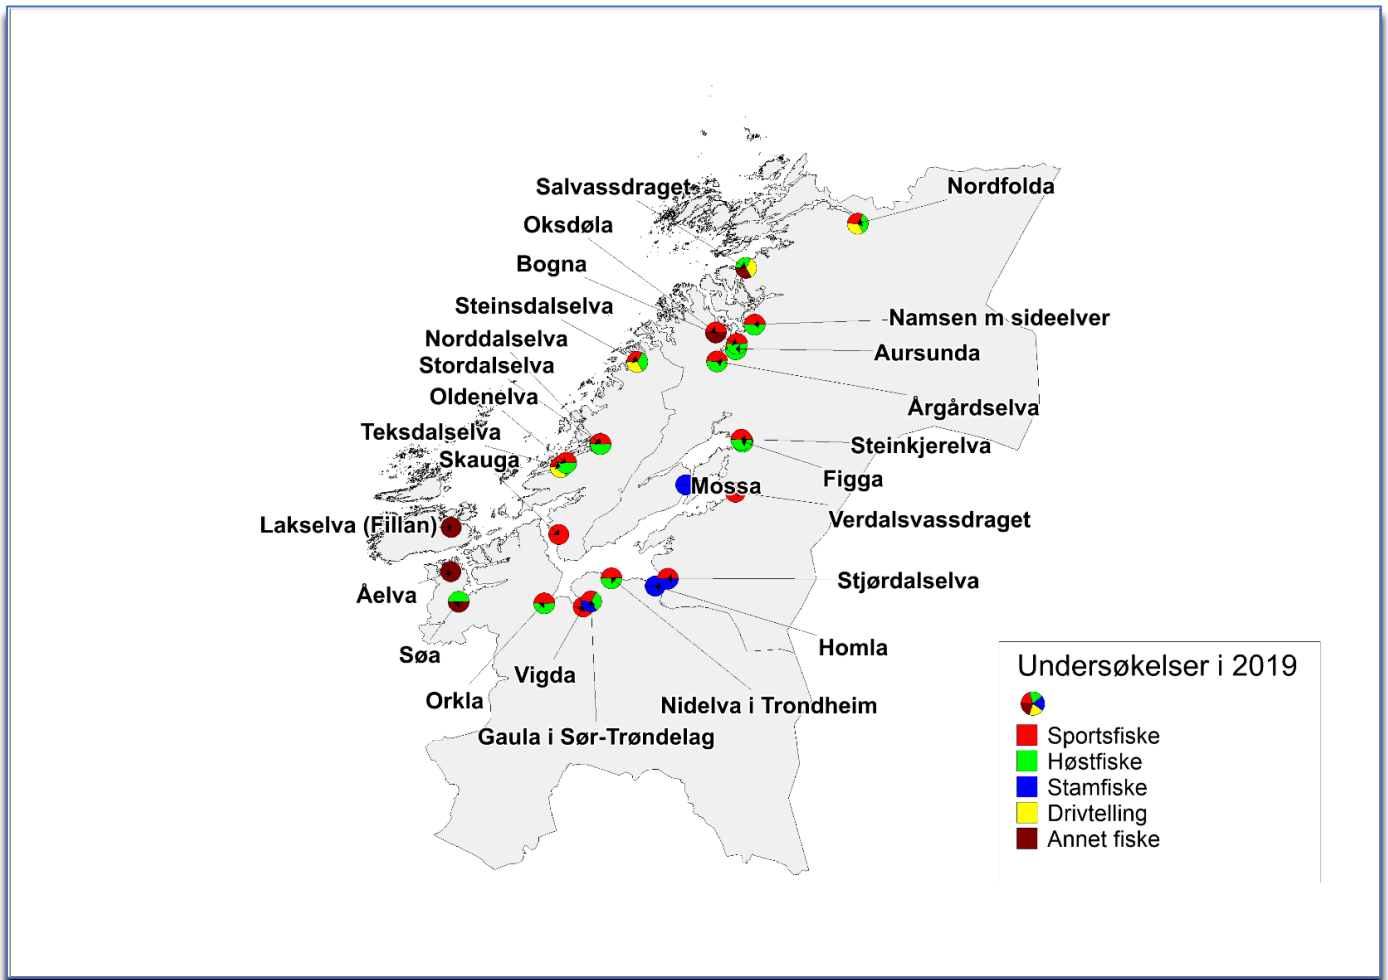 Salvassdraget
Nordfolda
Oksdøla
Bogna
Steinsdalselva
Namsen m sideelver
Norddalselva
Aursunda
Stordalselva
Oldenelva
Årgårdselva
Teksdalselva
Steinkjerelva
Skauga
Figga
Mossa
Verdalsvassdraget
Lakselva (Fillan)
Stjørdalselva
Åelva
Homla
Søa
Vigda
Orkla
Nidelva i Trondheim
Gaula i Sør-Trøndelag
Undersøkelser i 2019
Sportsfiske
Høstfiske
Stamfiske
Drivtelling
Annet fiske